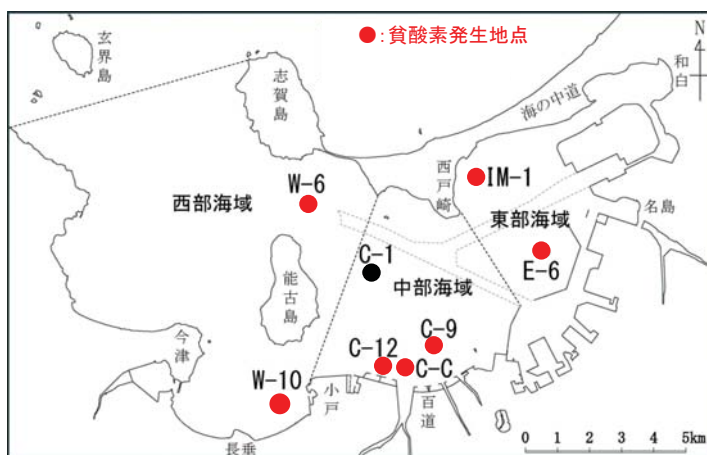 ●:貧酸素発生地点
N
玄界島
志賀島
海の中道
和白
西戸崎
IM-1
W-6
西部海域
東部海域
名島
C-1
E-6
能古島
中部海域
今津
C-9
C-12
C-C
W-10
小戸
百道
長垂
0 1 2 3 4 5km